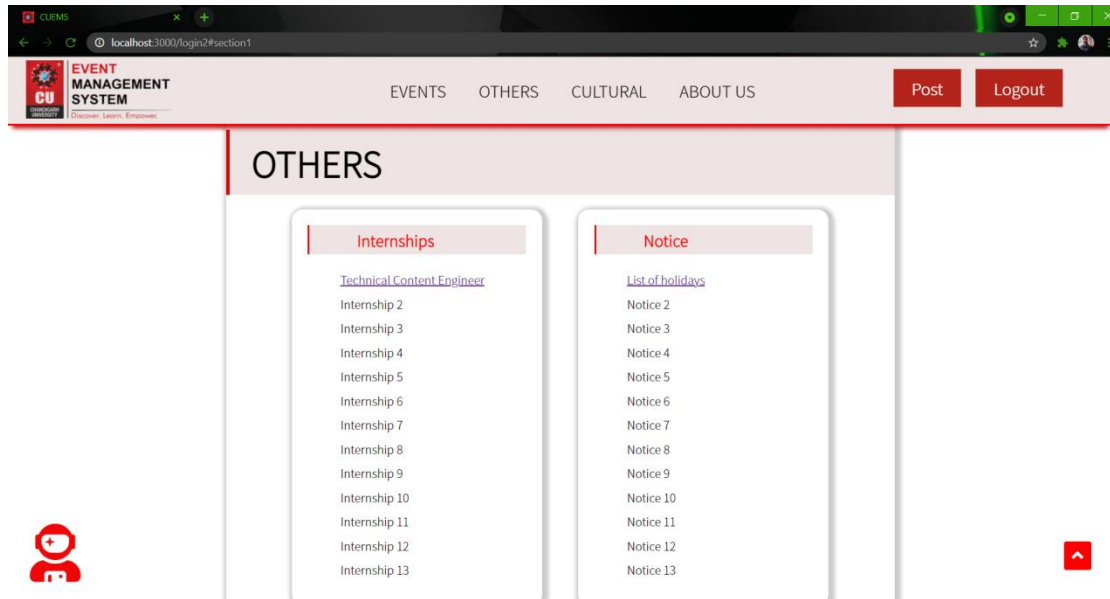 CUEMS
localhost:3000/login2#section1
CU
CHANDIGARH
UNIVERSITY
EVENT
MANAGEMENT
SYSTEM
Discover. Learn. Empower.
EVENTS OTHERS CULTURAL ABOUT US
Post Logout
OTHERS
Internships
Technical Content Engineer
Internship 2
Internship 3
Internship 4
Internship 5
Internship 6
Internship 7
Internship 8
Internship 9
Internship 10
Internship 11
Internship 12
Internship 13
Notice
List of holidays
Notice 2
Notice 3
Notice 4
Notice 5
Notice 6
Notice 7
Notice 8
Notice 9
Notice 10
Notice 11
Notice 12
Notice 13